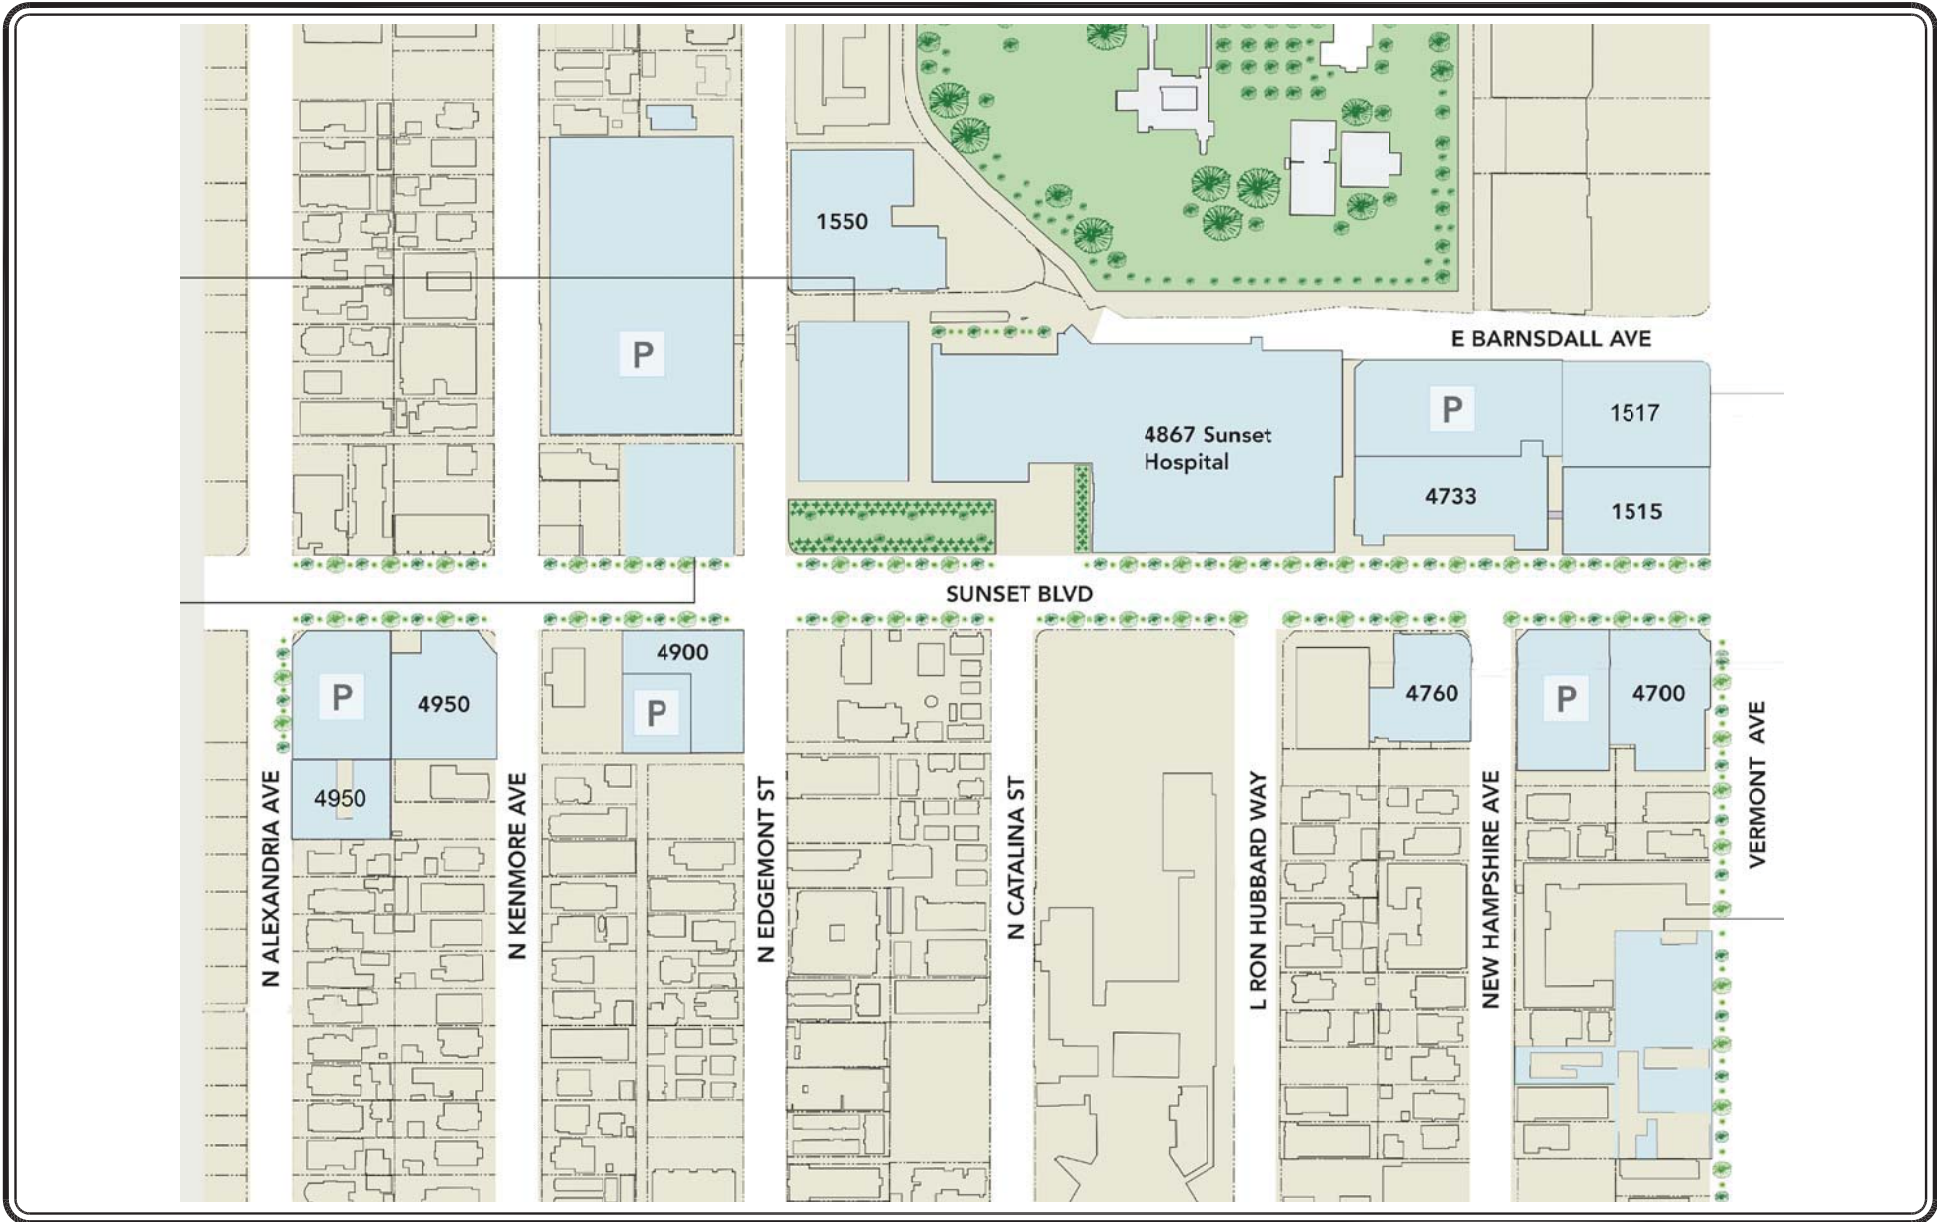 1550
P
E BARNSDALL AVE
P
1517
4867 Sunset
Hospital
4733
1515
SUNSET BLVD
4900
P
4950
P
4760
P
4700
4950
N ALEXANDRIA AVE
N KENMORE AVE
N EDGEMONT ST
N CATALINA ST
L RON HUBBARD WAY
NEW HAMPSHIRE AVE
VERMONT AVE